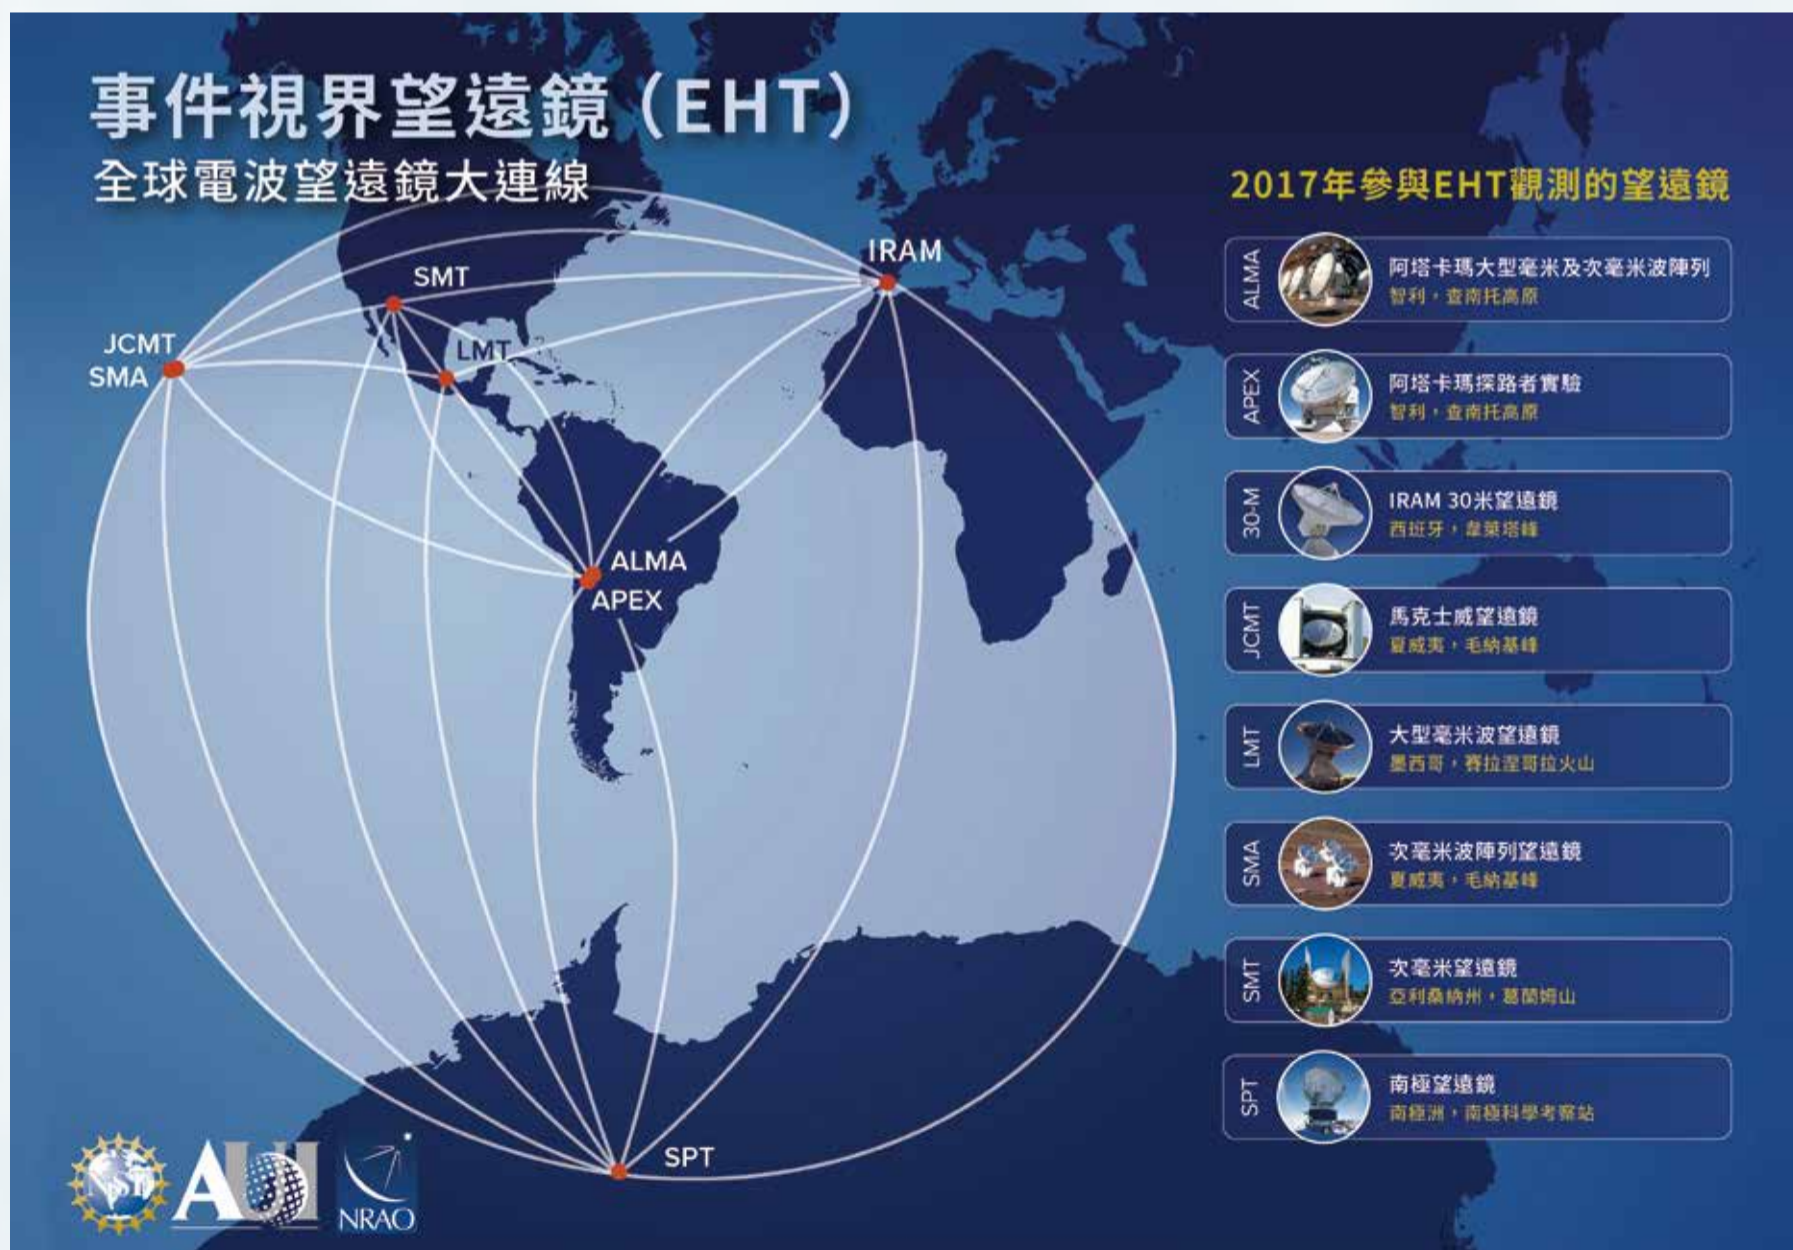 事件視界望遠鏡（EHT）
全球電波望遠鏡大連線
IRAM
SMT
JCMT
SMA
LMT
ALMA
APEX
SPT
2017年參與EHT觀測的望遠鏡
ALMA
阿塔卡瑪大型毫米及次毫米波陣列
智利，查南托高原
APEX
阿塔卡瑪探路者實驗
智利，查南托高原
30-M
IRAM 30米望遠鏡
西班牙，韋萊塔峰
JCMT
馬克士威望遠鏡
夏威夷，毛納基峰
LMT
大型毫米波望遠鏡
墨西哥，賽拉涅哥拉火山
SMA
次毫米波陣列望遠鏡
夏威夷，毛納基峰
SMT
次毫米望遠鏡
亞利桑納州，葛蘭姆山
SPT
南極望遠鏡
南極洲，南極科學考察站
NSF
AUI
NRAO